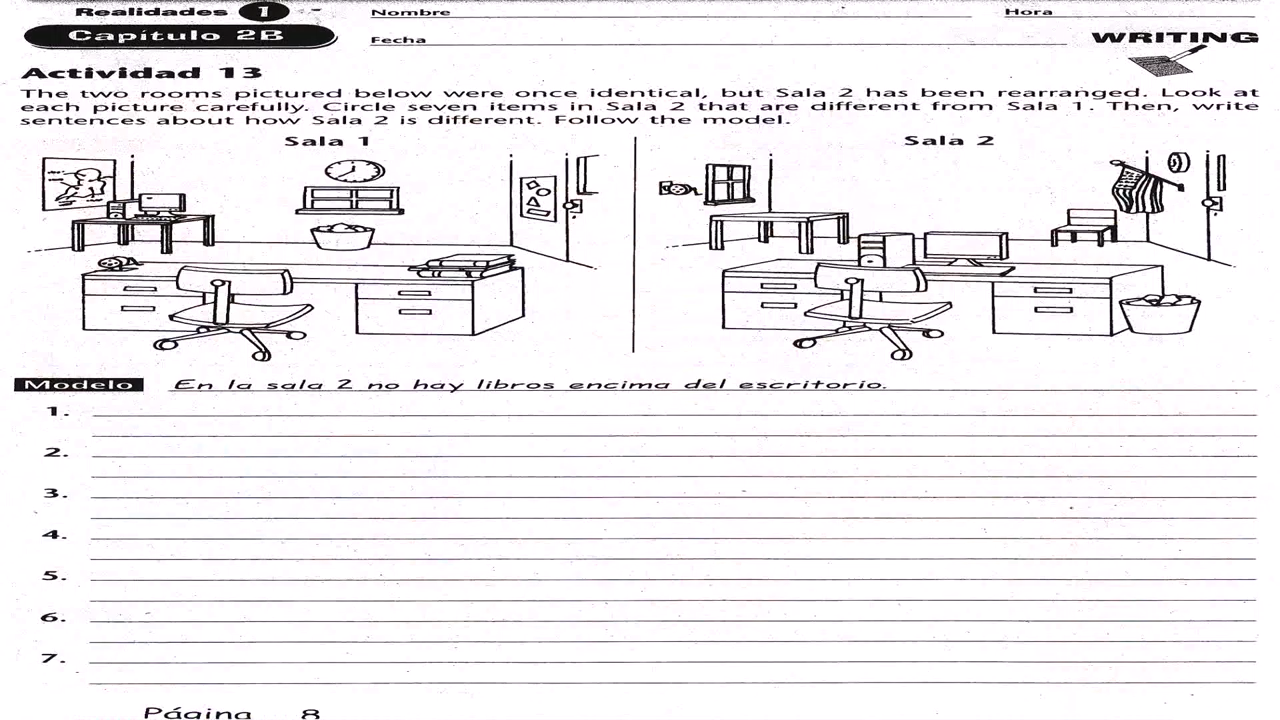 Realidades 1
Nombre
Hora
Capítulo 2B
Fecha
WRITING
Actividad 13
The two rooms pictured below were once identical, but Sala 2 has been rearranged. Look at
each picture carefully. Circle seven items in Sala 2 that are different from Sala 1. Then, write
sentences about how Sala 2 is different. Follow the model.
Sala 1
Sala 2
Modelo En la sala 2 no hay libros encima del escritorio.
1.
2.
3.
4.
5.
6.
7.
Página 8